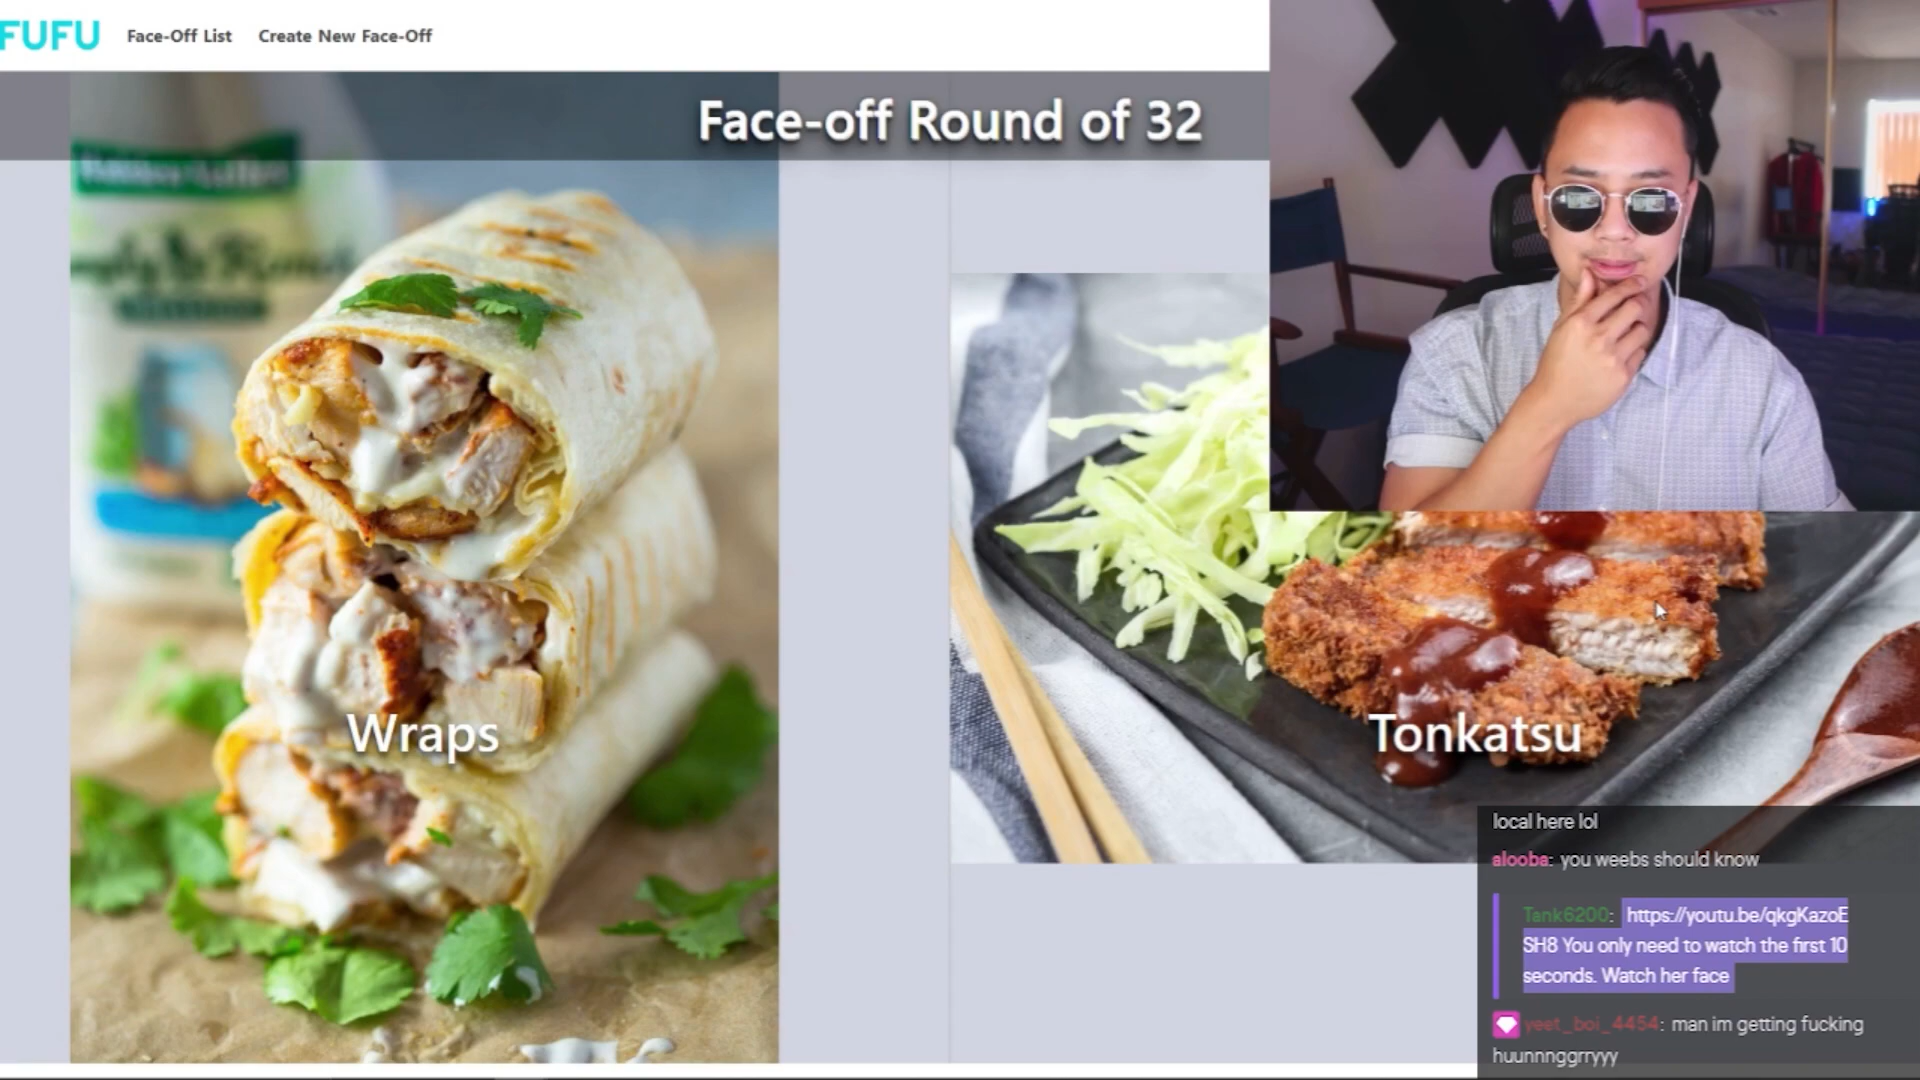 FUFU Face-Off List Create New Face-Off
Face-off Round of 32
Wraps
Tonkatsu
local here lol
alooba: you weebs should know
Tank6200: https://youtu.be/qkgKazoE
SH8 You only need to watch the first 10
seconds. Watch her face
yeet_boi_4454: man im getting fucking
huunnnggrryyy